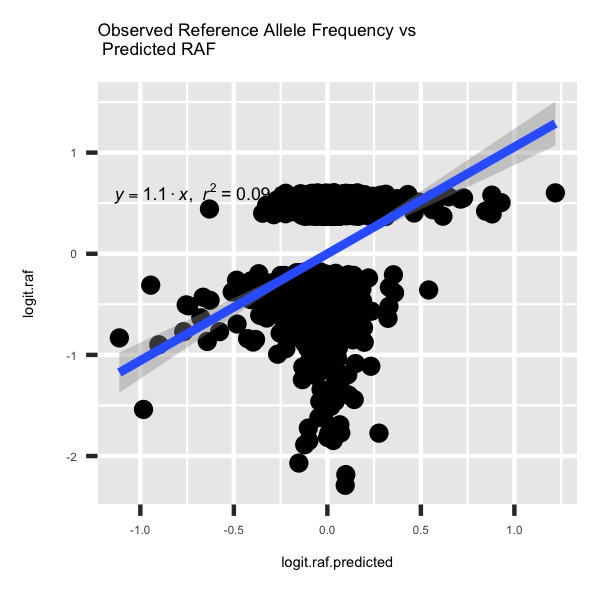 Observed Reference Allele Frequency vs
Predicted RAF
logit.raf
1
0
-1
-2
y = 1.1 · x, r² = 0.09
-1.0 -0.5 0.0 0.5 1.0
logit.raf.predicted